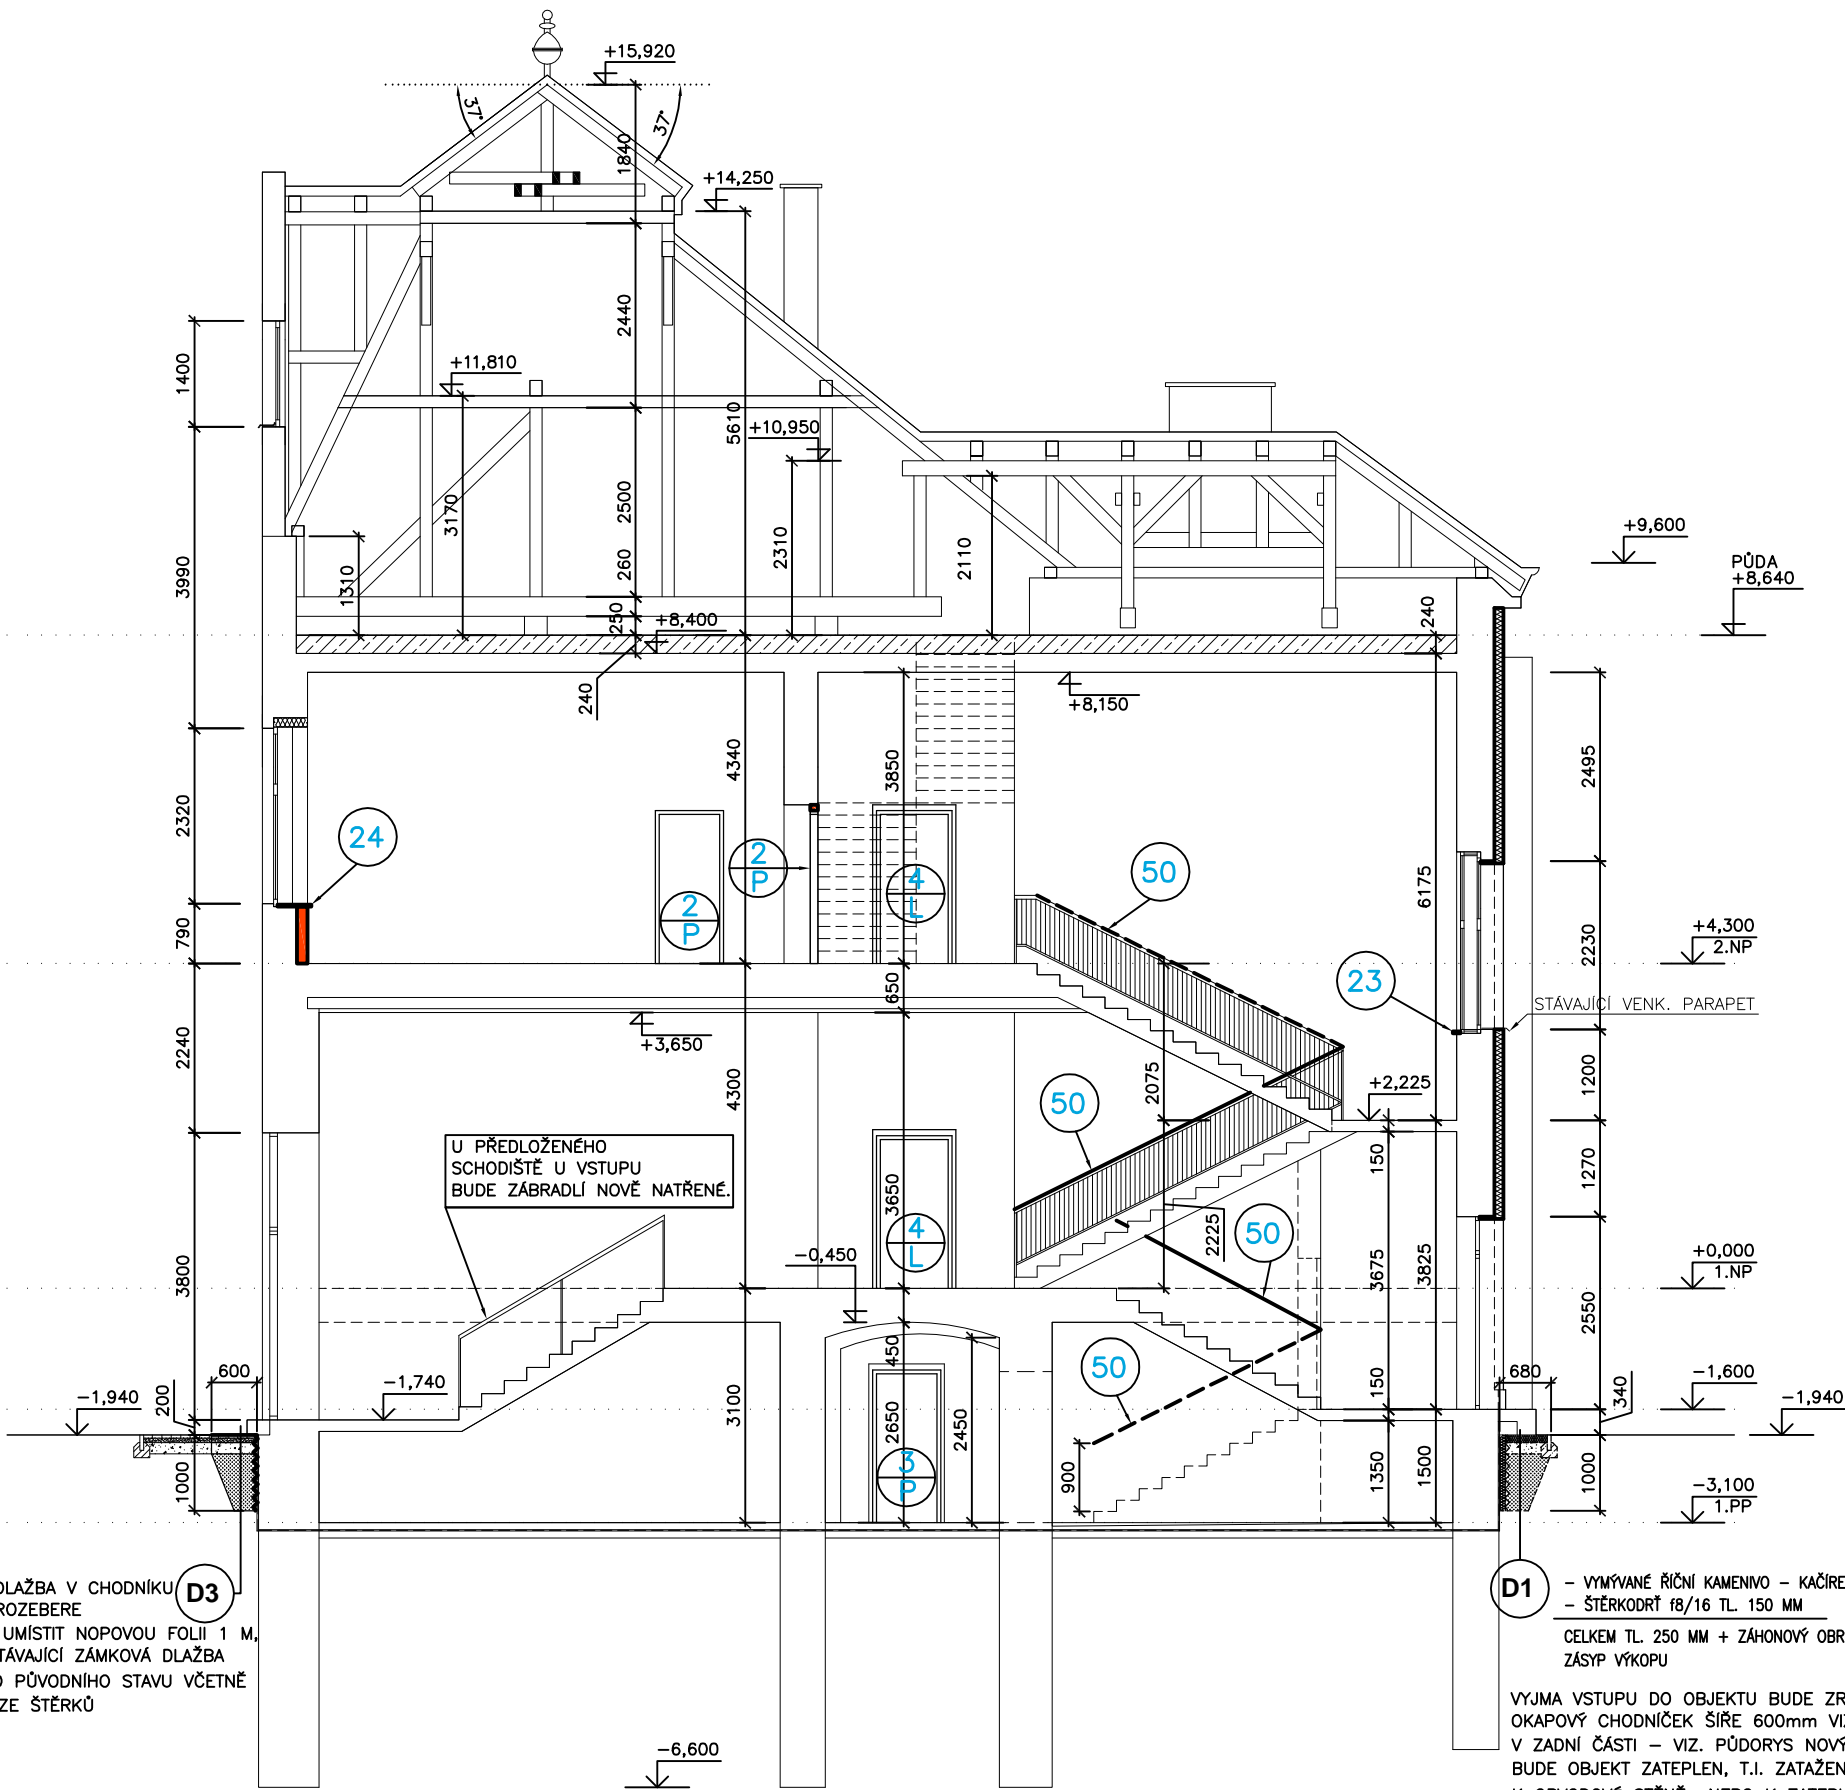 +15,920
37°
37°
1840
+14,250
2440
1400
+11,810
5610
+10,950
3170
2500
2310
2110
+9,600
PŮDA
+8,640
3990
1310
260
250
+8,400
240
240
+8,150
4340
3850
2495
2320
24
2
P
2
P
4
L
50
6175
790
2230
+4,300
2.NP
650
23
STÁVAJÍCÍ VENK. PARAPET
2240
+3,650
4300
2075
+2,225
1200
50
U PŘEDLOŽENÉHO
SCHODIŠTĚ U VSTUPU
BUDE ZÁBRADLÍ NOVĚ NATŘENÉ.
150
1270
3650
4
L
2225
50
3800
-0,450
3675
3825
+0,000
1.NP
2550
600
450
50
680
-1,940
200
-1,740
3100
2650
2450
150
340
-1,600
-1,940
1000
3
P
900
1350
1500
1000
-3,100
1.PP
DLAŽBA V CHODNÍKU
D3
ROZEBERE
UMÍSTIT NOPOVOU FOLII 1 M,
TÁVAJÍCÍ ZÁMKOVÁ DLAŽBA
O PŮVODNÍHO STAVU VČETNĚ
ZE ŠTĚRKŮ
-6,600
D1
- VYMÝVANÉ ŘÍČNÍ KAMENIVO - KAČÍRE
- ŠTĚRKODRŤ f8/16 TL. 150 MM
CELKEM TL. 250 MM + ZÁHONOVÝ OBR
ZÁSYP VÝKOPU
VYJMA VSTUPU DO OBJEKTU BUDE ZR
OKAPOVÝ CHODNÍČEK ŠÍŘE 600mm VIZ
V ZADNÍ ČÁSTI - VIZ. PŮDORYS NOVÝ
BUDE OBJEKT ZATEPLEN, T.I. ZATAŽEN